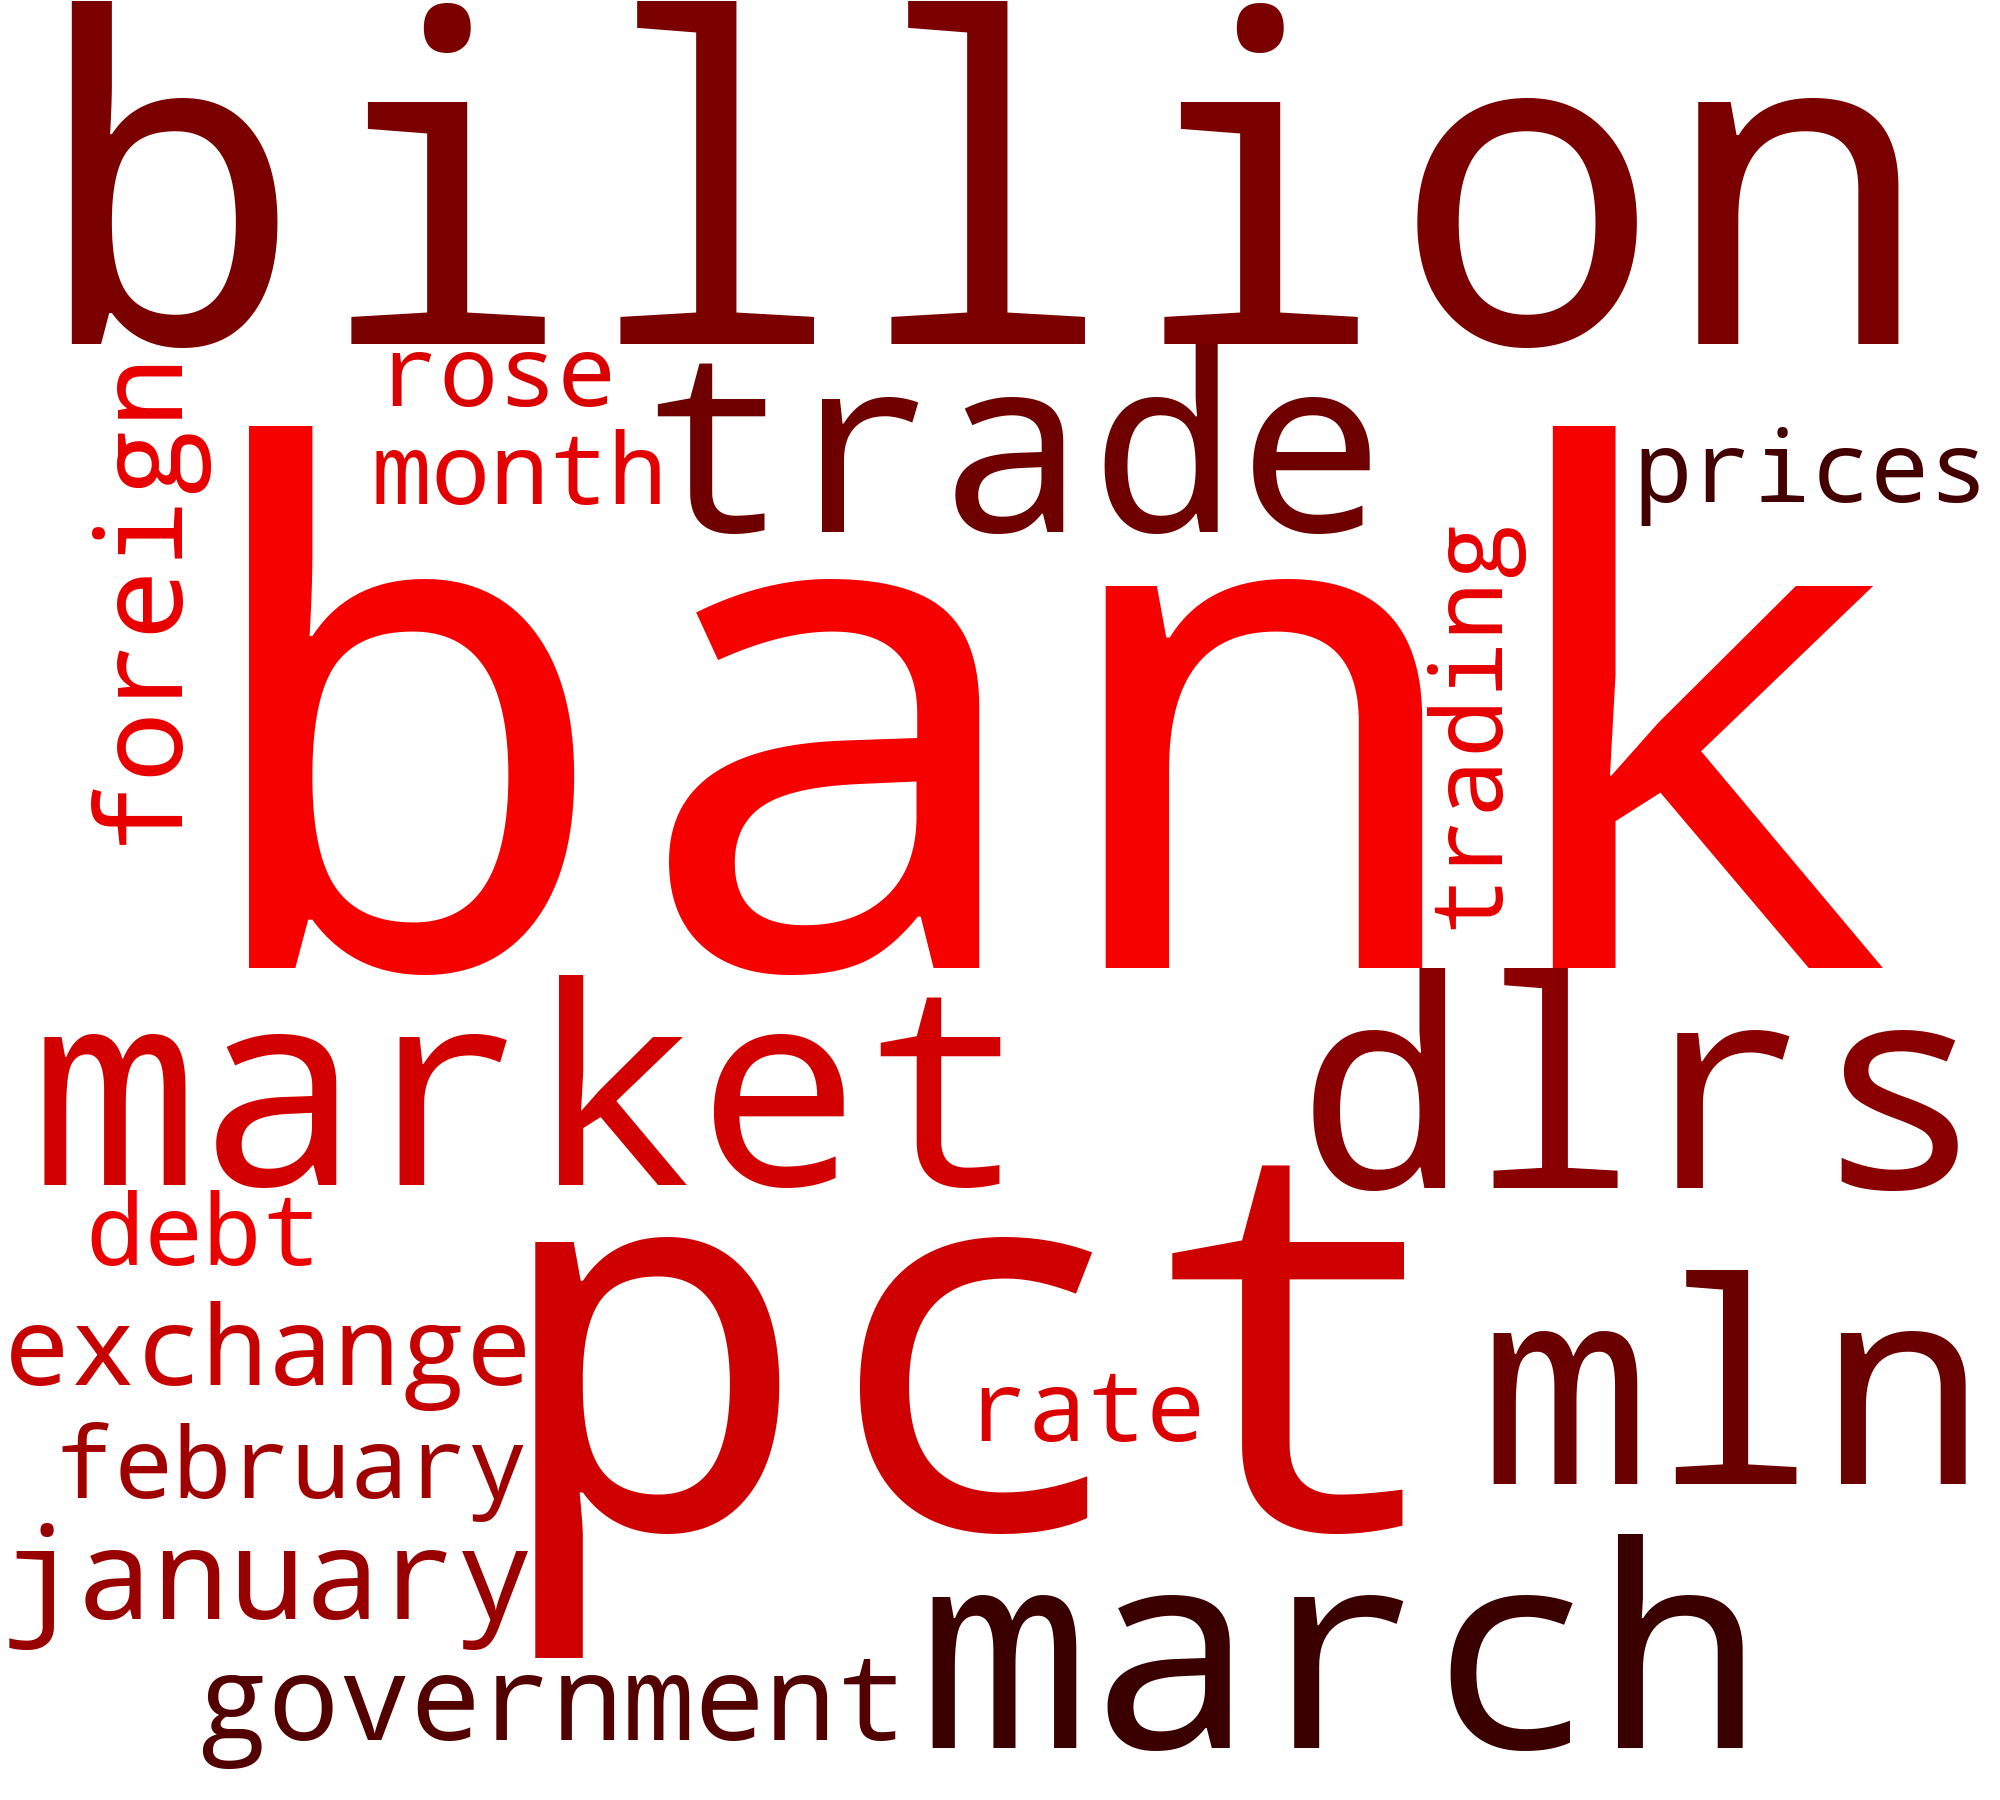 billion
rose
trade
month
prices
foreign
bank
trading
market
dlrs
debt
pct
mln
exchange
rate
february
january
march
government